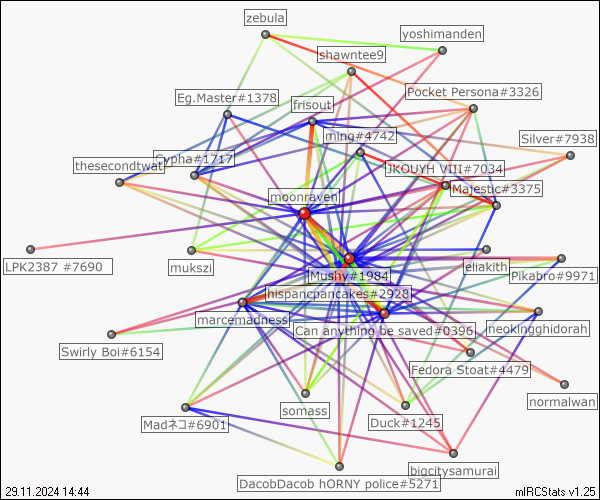 zebula
yoshimanden
shawntee9
Pocket Persona#3326
Eg.Master#1378
frisout
ming#4742
Silver#7938
Cypha#1717
thesecondtwat
JKOUYH VIII#7034
Majestic#3375
moonraven
LPK2387 #7690
mukszi
Mushy#1984
eliakith
Pikabro#9971
hispancpancakes#2928
marcemadness
Can anything be saved#0396
neokingghidorah
Swirly Boi#6154
Fedora Stoat#4479
normalwan
somass
Duck#1245
Madネコ#6901
bigcitysamurai
DacobDacob hORNY police#5271
29.11.2024 14:44
mIRCStats v1.25